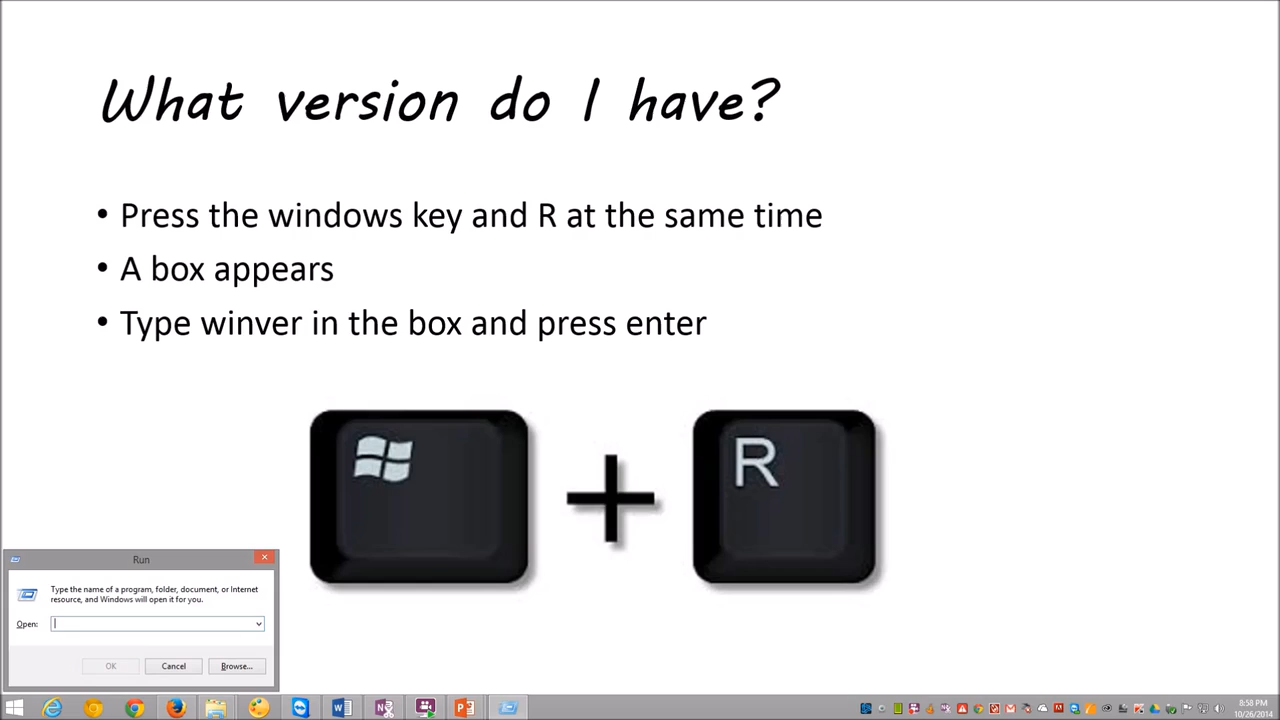 What version do I have?
• Press the windows key and R at the same time
• A box appears
• Type winver in the box and press enter
R
Run
Type the name of a program, folder, document, or Internet
resource, and Windows will open it for you.
Open:
OK Cancel Browse...
8:58 PM
10/26/2014